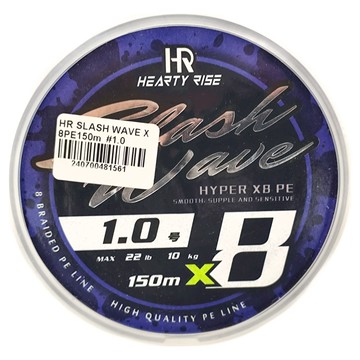 HR
HEARTY RISE
HR SLASH WAVE X
8PE150m #1.0
240700481561
Slash
Wave
HYPER X8 PE
SMOOTH·SUPPLE AND SENSITIVE
1.0号
MAX 22 lb 10 kg
150m X8
8 BRAIDED PE LINE
HIGH QUALITY PE LINE